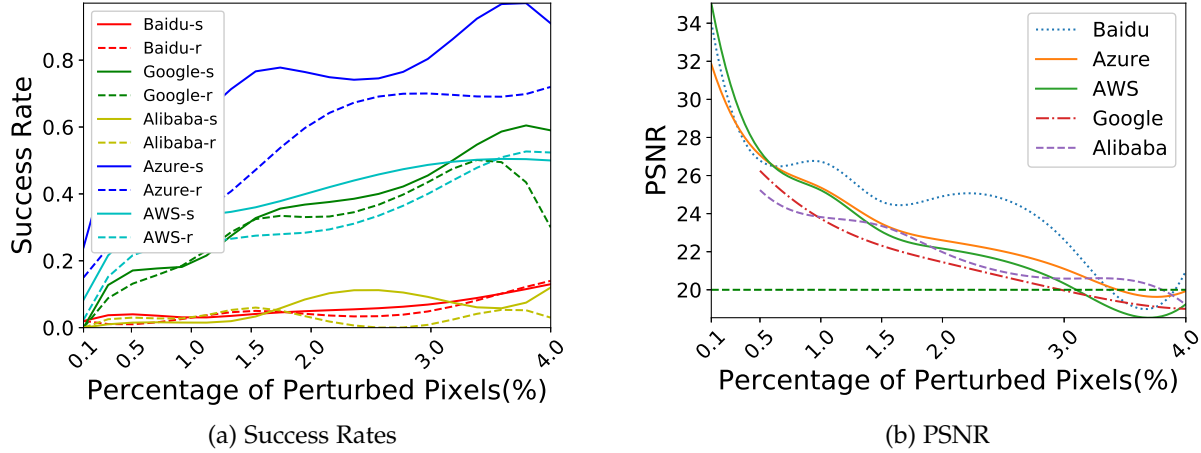 Success Rate
0.8
0.6
0.4
0.2
0.0
Baidu-s
Baidu-r
Google-s
Google-r
Alibaba-s
Alibaba-r
Azure-s
Azure-r
AWS-s
AWS-r
0.1 0.5 1.0 1.5 2.0 3.0 4.0
Percentage of Perturbed Pixels(%)
(a) Success Rates
PSNR
34
32
30
28
26
24
22
20
Baidu
Azure
AWS
Google
Alibaba
0.1 0.5 1.0 1.5 2.0 3.0 4.0
Percentage of Perturbed Pixels(%)
(b) PSNR